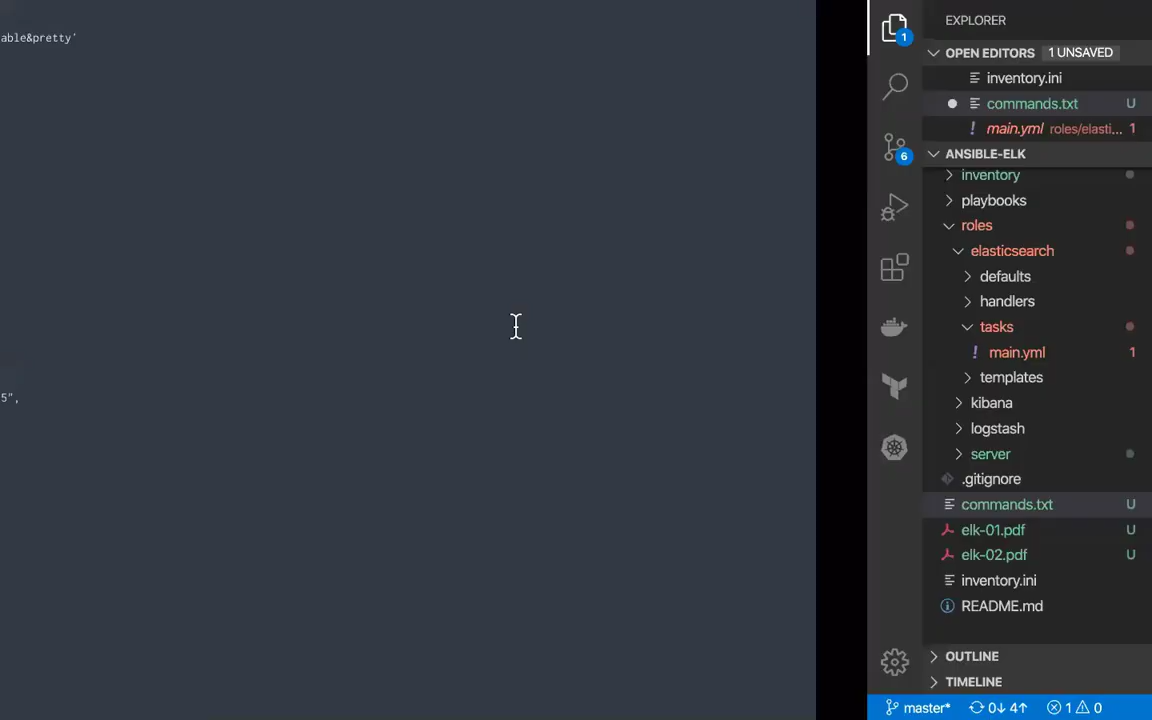 able&pretty'
5",
1
6
EXPLORER
OPEN EDITORS 1 UNSAVED
inventory.ini
commands.txt U
! main.yml roles/elasti... 1
ANSIBLE-ELK
inventory
playbooks
roles
elasticsearch
defaults
handlers
tasks
! main.yml 1
templates
kibana
logstash
server
.gitignore
commands.txt U
elk-01.pdf U
elk-02.pdf U
inventory.ini
README.md
OUTLINE
TIMELINE
master* 0↓ 4↑ 1 0